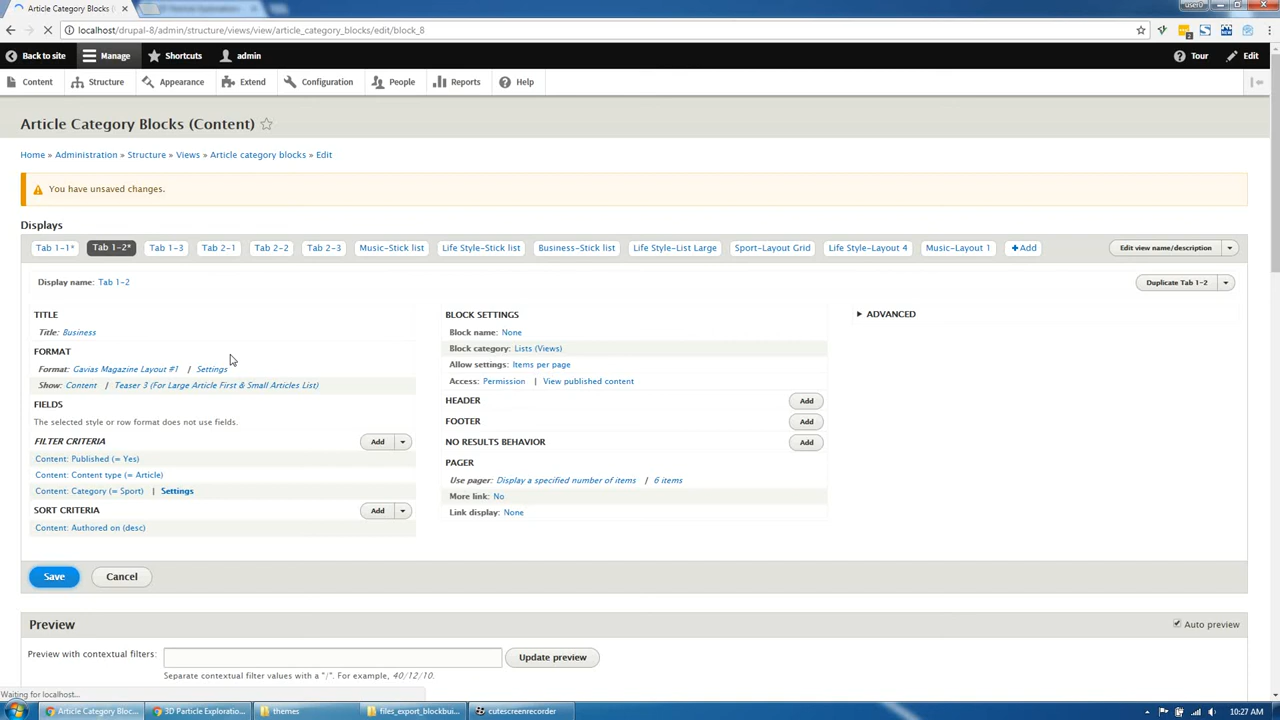 Article Category Blocks (
user0
localhost/drupal-8/admin/structure/views/view/article_category_blocks/edit/block_8
Back to site
Manage
Shortcuts
admin
Tour
Edit
Content
Structure
Appearance
Extend
Configuration
People
Reports
Help
Article Category Blocks (Content)
Home » Administration » Structure » Views » Article category blocks » Edit
You have unsaved changes.
Displays
Tab 1-1* Tab 1-2* Tab 1-3 Tab 2-1 Tab 2-2 Tab 2-3 Music-Stick list Life Style-Stick list Business-Stick list Life Style-List Large Sport-Layout Grid Life Style-Layout 4 Music-Layout 1 Add Edit view name/description
Display name: Tab 1-2
Duplicate Tab 1-2
TITLE
Title: Business
FORMAT
Format: Gavias Magazine Layout #1 | Settings
Show: Content | Teaser 3 (For Large Article First & Small Articles List)
FIELDS
The selected style or row format does not use fields.
FILTER CRITERIA
Add
Content: Published (= Yes)
Content: Content type (= Article)
Content: Category (= Sport) | Settings
SORT CRITERIA
Add
Content: Authored on (desc)
BLOCK SETTINGS
Block name: None
Block category: Lists (Views)
Allow settings: Items per page
Access: Permission | View published content
HEADER
Add
FOOTER
Add
NO RESULTS BEHAVIOR
Add
PAGER
Use pager: Display a specified number of items | 6 items
More link: No
Link display: None
ADVANCED
Save
Cancel
Preview
Auto preview
Preview with contextual filters:
Update preview
Separate contextual filter values with a "/". For example, 40/12/10.
Waiting for localhost...
Article Category Bloc...
3D Particle Exploratio...
themes
files_export_blockbui...
cutescreenrecorder
10:27 AM